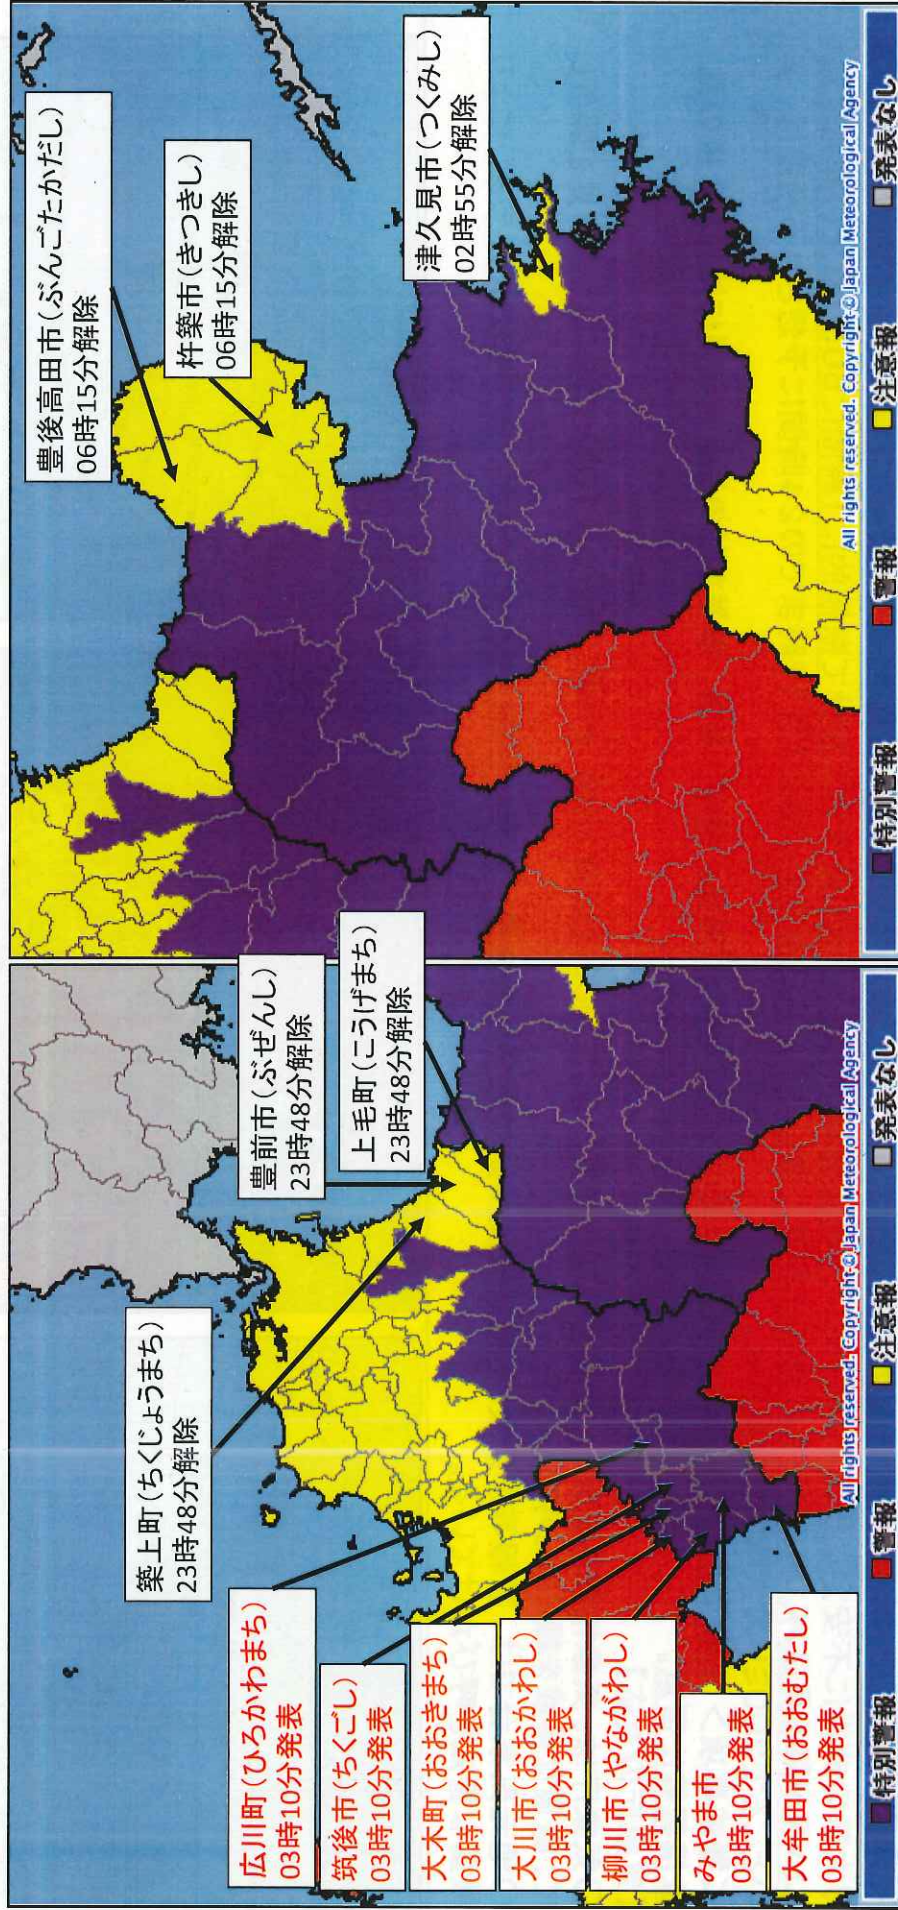 築上町(ちくじょうまち)
23時48分解除
豊前市(ぶぜんし)
23時48分解除
上毛町(こうげまち)
23時48分解除
広川町(ひろかわまち)
03時10分発表
筑後市(ちくごし)
03時10分発表
大木町(おおきまち)
03時10分発表
大川市(おおかわし)
03時10分発表
柳川市(やながわし)
03時10分発表
みやま市
03時10分発表
大牟田市(おおむたし)
03時10分発表
All rights reserved. Copyright © Japan Meteorological Agency
特別警報 警報 注意報 発表なし
豊後高田市(ぶんごたかだし)
06時15分解除
杵築市(きつきし)
06時15分解除
津久見市(つくみし)
02時55分解除
All rights reserved. Copyright © Japan Meteorological Agency
特別警報 警報 注意報 発表なし